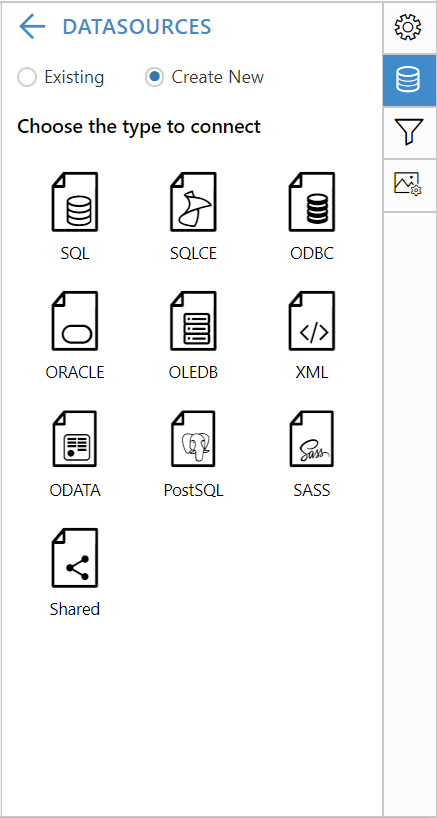 DATASOURCES
Existing Create New
Choose the type to connect
SQL SQLCE ODBC
ORACLE OLEDB XML
</>
ODATA PostSQL SASS
Sass
Shared